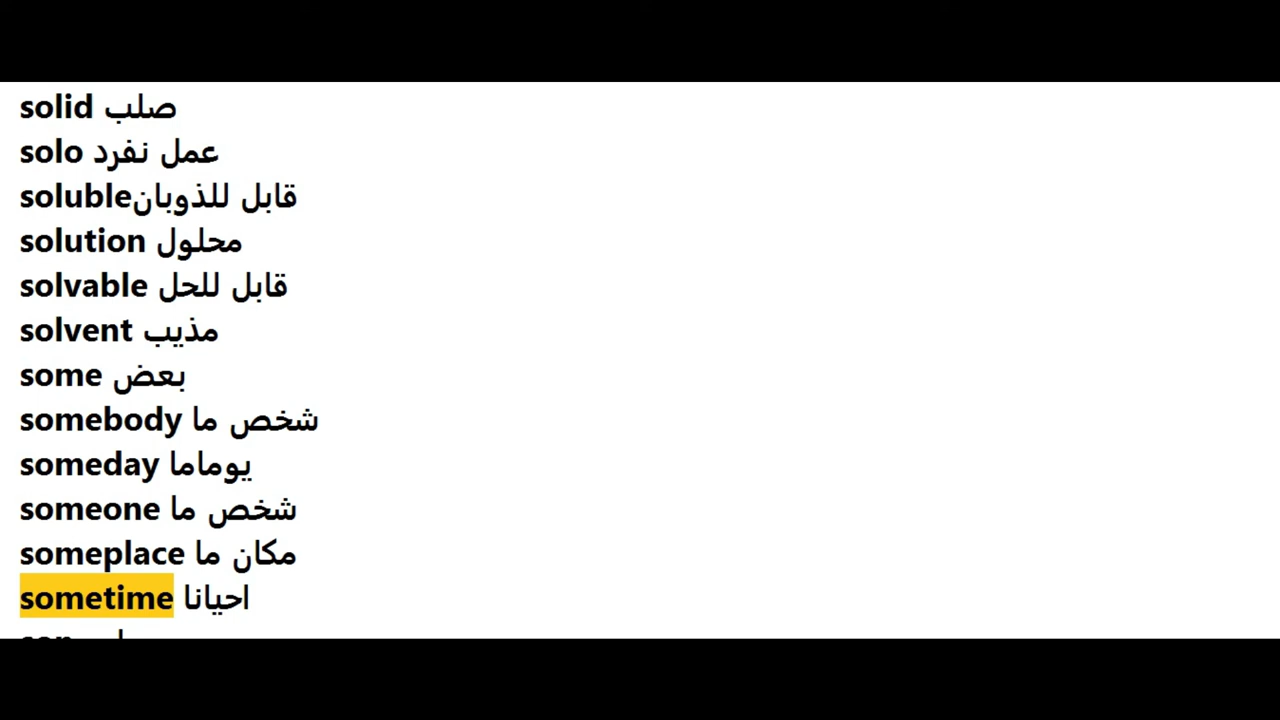 solid صلب
solo عمل نفرد
solubleقابل للذوبان
solution محلول
solvable قابل للحل
solvent مذيب
some بعض
somebody شخص ما
someday يوماما
someone شخص ما
someplace مكان ما
sometime احيانا